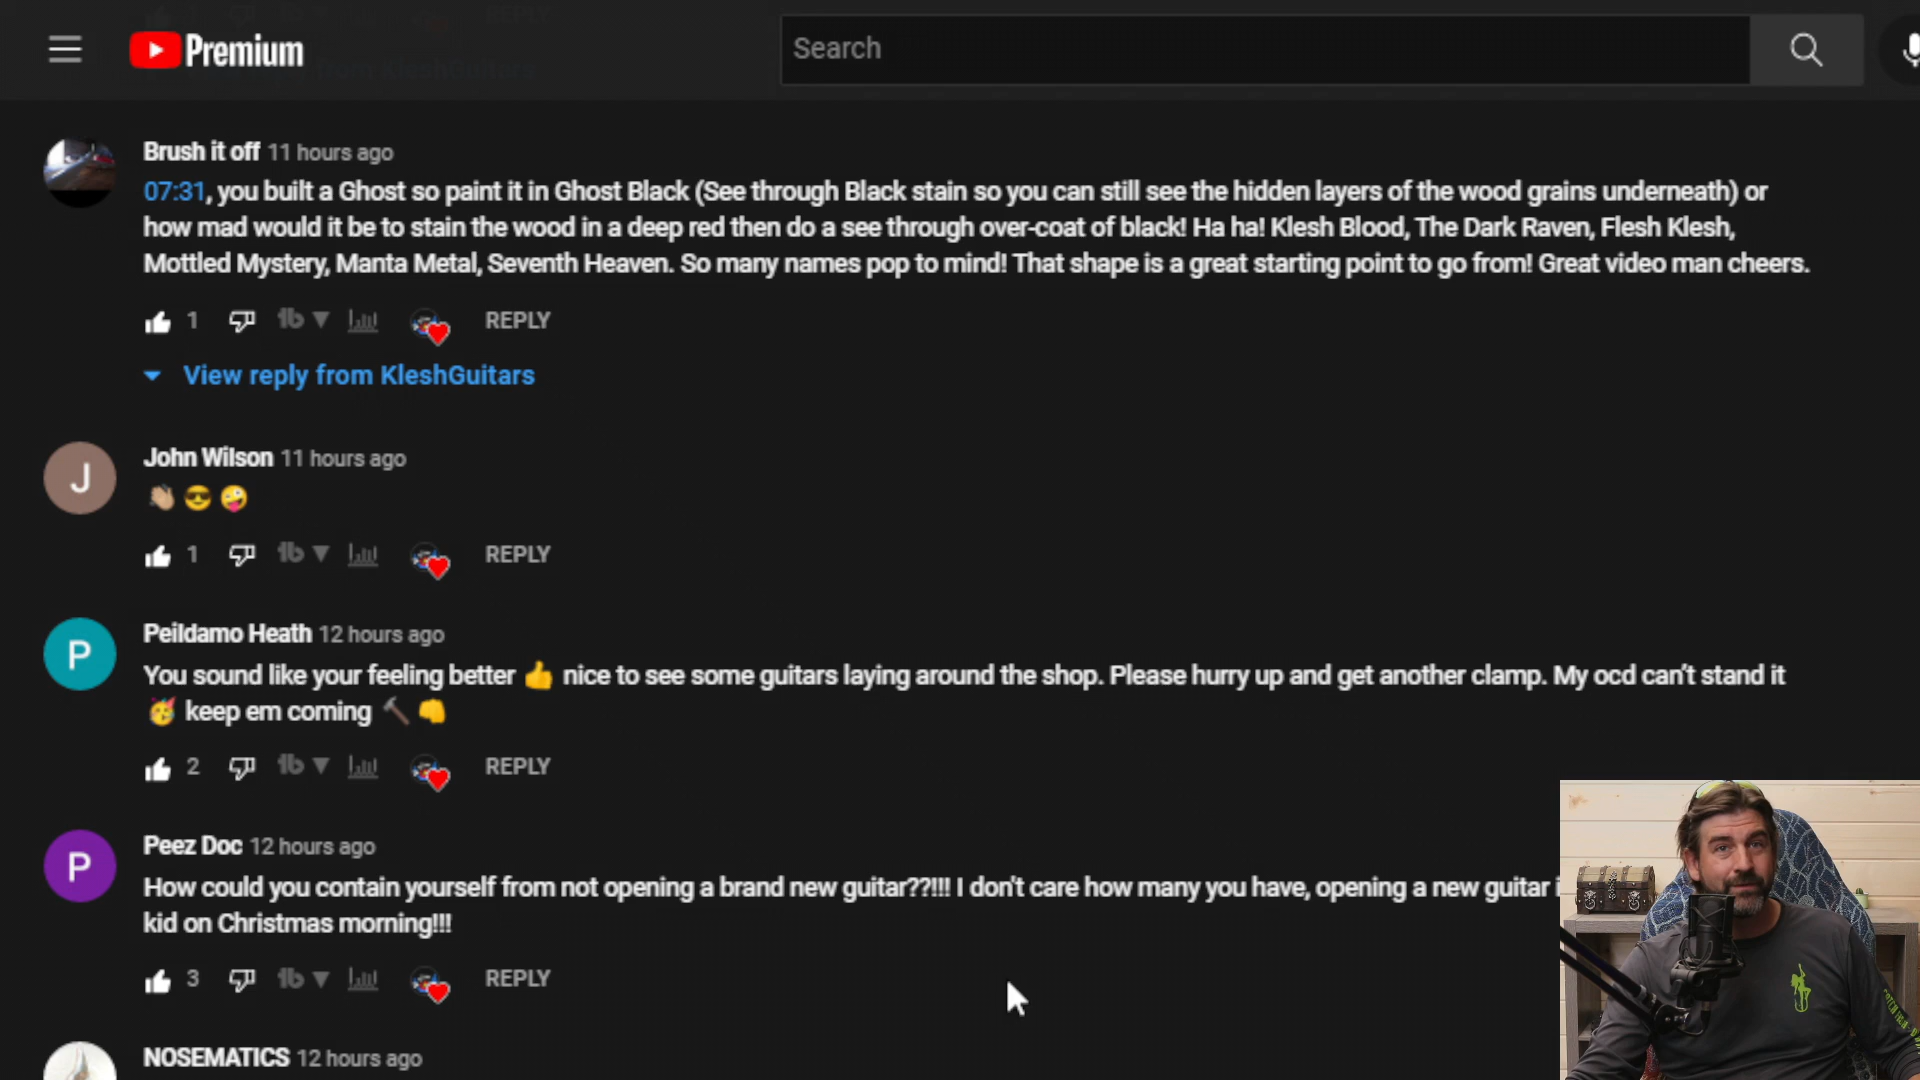 Premium
Search
Brush it off 11 hours ago
07:31, you built a Ghost so paint it in Ghost Black (See through Black stain so you can still see the hidden layers of the wood grains underneath) or
how mad would it be to stain the wood in a deep red then do a see through over-coat of black! Ha ha! Klesh Blood, The Dark Raven, Flesh Klesh,
Mottled Mystery, Manta Metal, Seventh Heaven. So many names pop to mind! That shape is a great starting point to go from! Great video man cheers.
1 REPLY
View reply from KleshGuitars
J
John Wilson 11 hours ago
👏🏼 😎 🤪
1 REPLY
P
Peildamo Heath 12 hours ago
You sound like your feeling better 👍 nice to see some guitars laying around the shop. Please hurry up and get another clamp. My ocd can't stand it
🥳 keep em coming 🔨 👊
2 REPLY
P
Peez Doc 12 hours ago
How could you contain yourself from not opening a brand new guitar??!!! I don't care how many you have, opening a new guitar
kid on Christmas morning!!!
3 REPLY
NOSEMATICS 12 hours ago